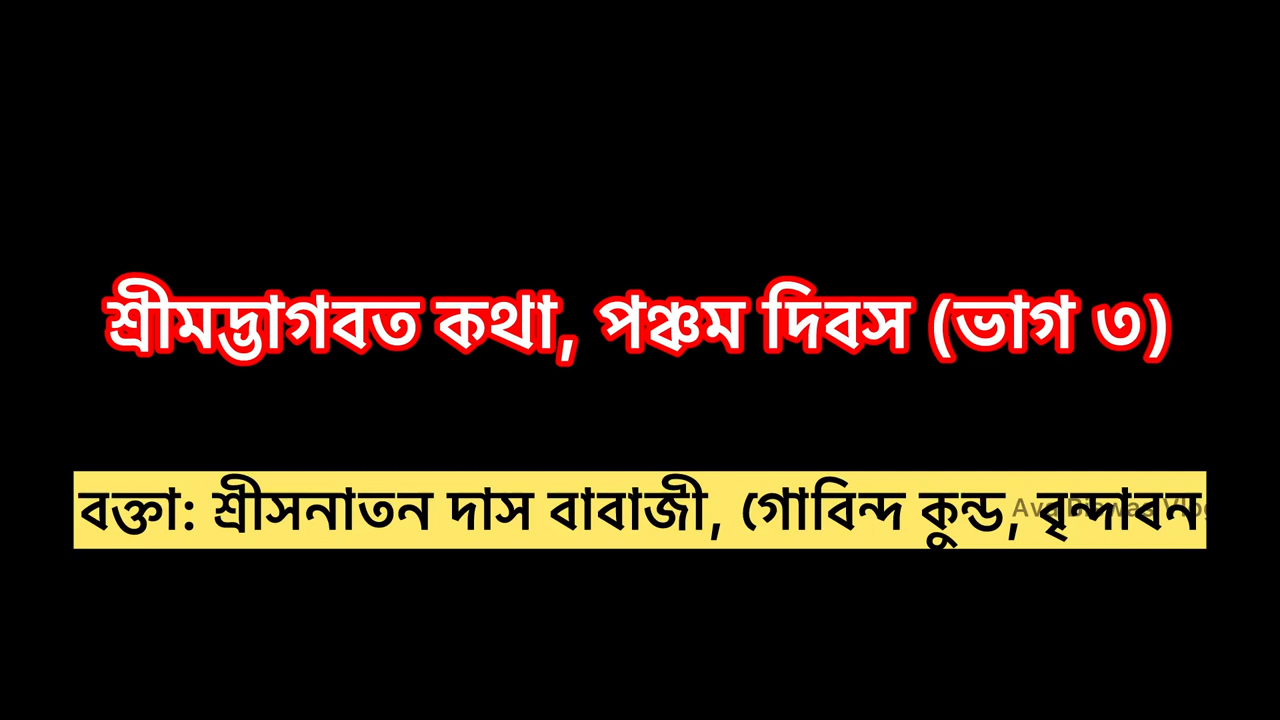 শ্রীমদ্ভাগবত কথা, পঞ্চম দিবস (ভাগ ৩)
বক্তা: শ্রীসনাতন দাস বাবাজী, গোবিন্দ কুন্ড, বৃন্দাবন